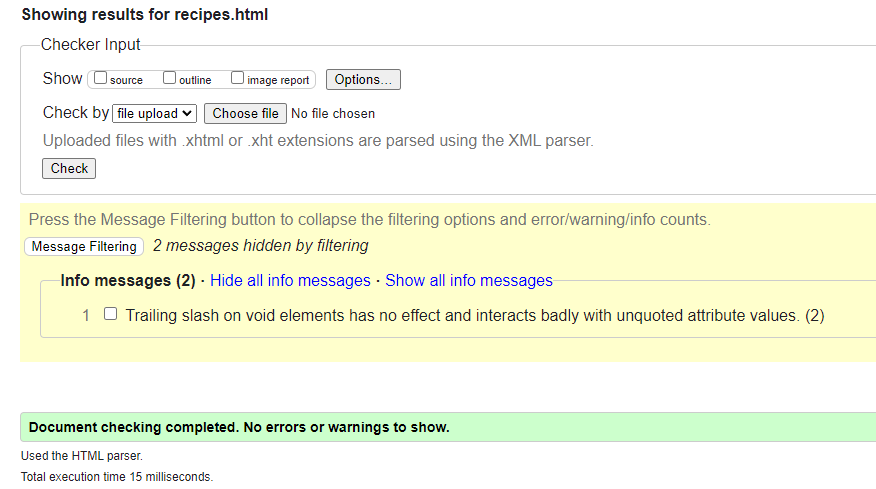 Showing results for recipes.html
Checker Input
Show source outline image report Options...
Check by file upload Choose file No file chosen
Uploaded files with .xhtml or .xht extensions are parsed using the XML parser.
Check
Press the Message Filtering button to collapse the filtering options and error/warning/info counts.
Message Filtering 2 messages hidden by filtering
Info messages (2) · Hide all info messages · Show all info messages
1 Trailing slash on void elements has no effect and interacts badly with unquoted attribute values. (2)
Document checking completed. No errors or warnings to show.
Used the HTML parser.
Total execution time 15 milliseconds.